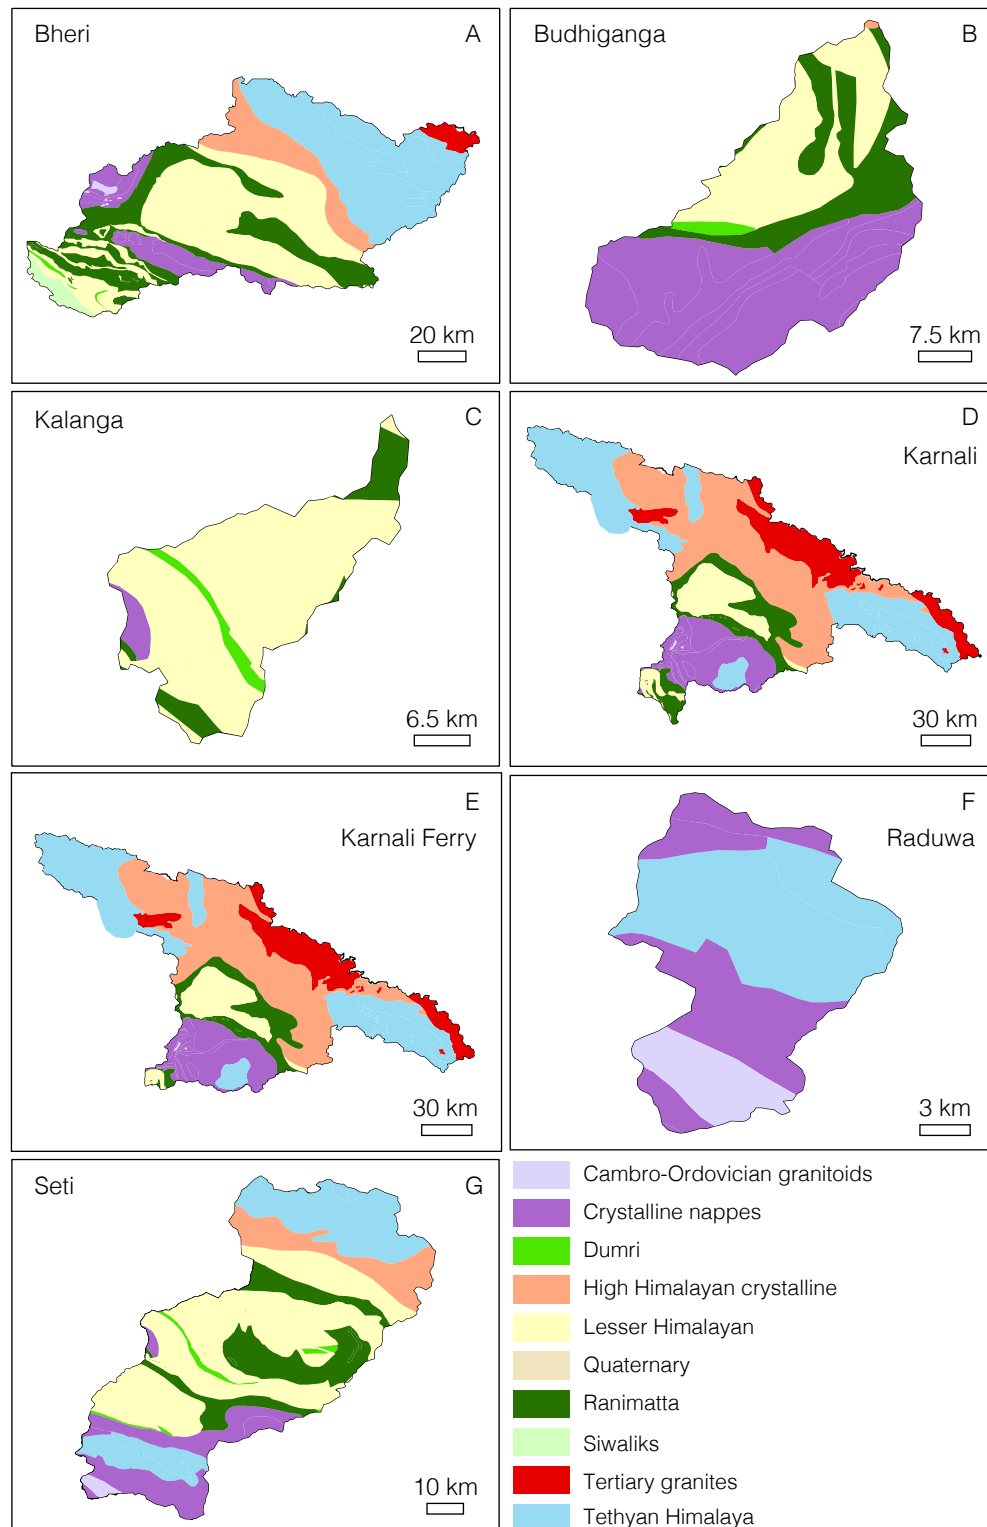 Bheri
A
20 km
Budhiganga
B
7.5 km
Kalanga
C
6.5 km
D
Karnali
30 km
E
Karnali Ferry
30 km
F
Raduwa
3 km
Seti
G
10 km
Cambro-Ordovician granitoids
Crystalline nappes
Dumri
High Himalayan crystalline
Lesser Himalayan
Quaternary
Ranimatta
Siwaliks
Tertiary granites
Tethyan Himalaya